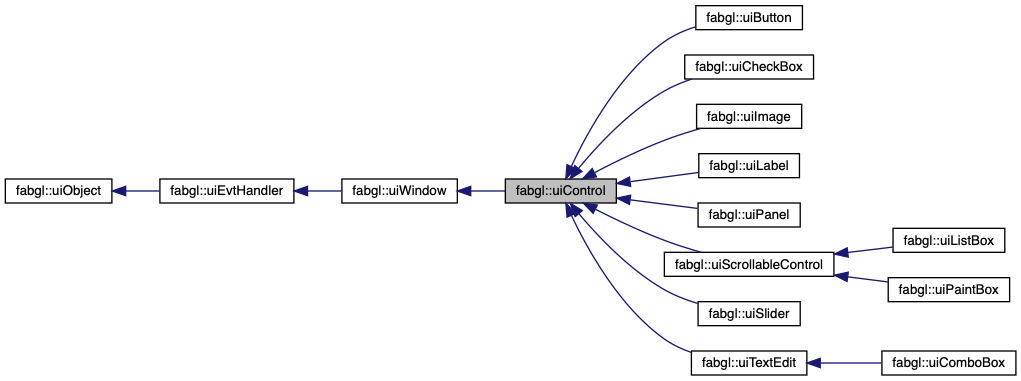 fabgl::uiObject
fabgl::uiEvtHandler
fabgl::uiWindow
fabgl::uiControl
fabgl::uiButton
fabgl::uiCheckBox
fabgl::uiImage
fabgl::uiLabel
fabgl::uiPanel
fabgl::uiScrollableControl
fabgl::uiListBox
fabgl::uiPaintBox
fabgl::uiSlider
fabgl::uiTextEdit
fabgl::uiComboBox